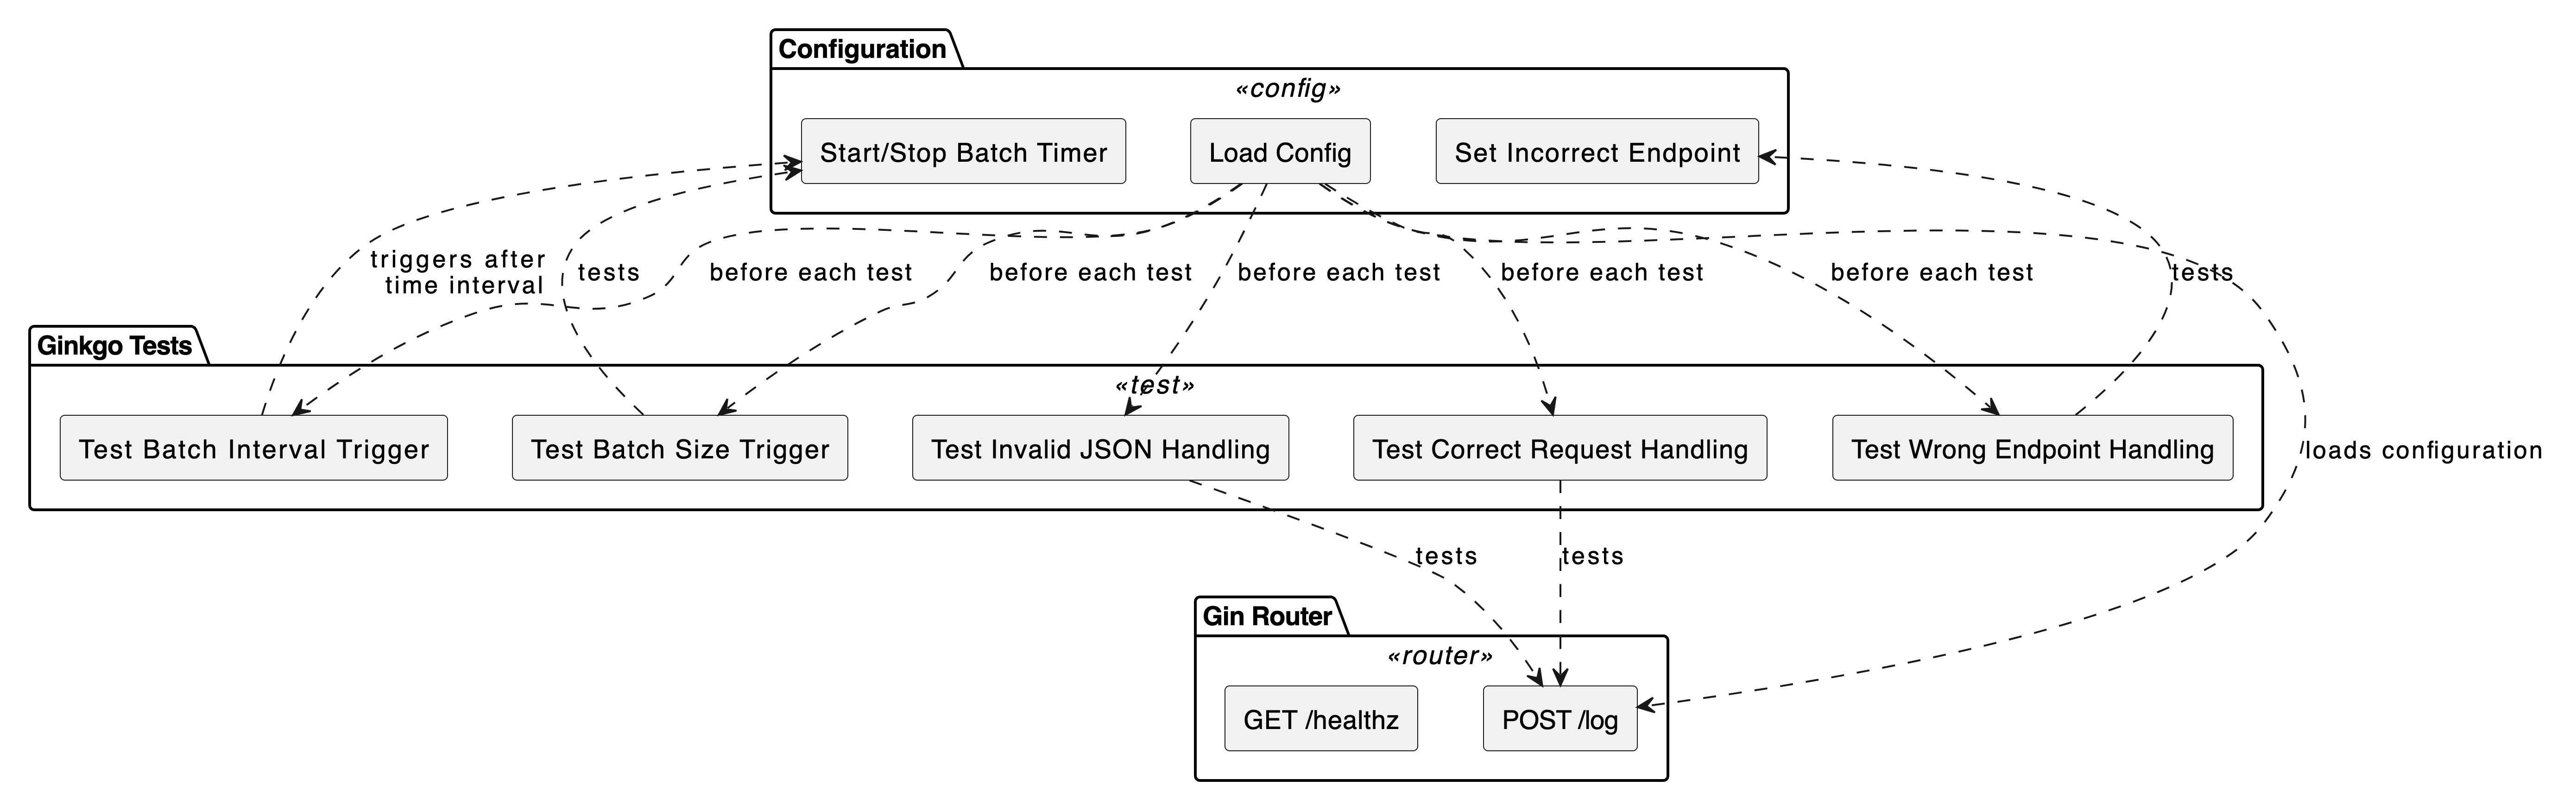 Configuration
«config»
Start/Stop Batch Timer
Load Config
Set Incorrect Endpoint
triggers after
time interval
tests
before each test
before each test
before each test
before each test
before each test
tests
Ginkgo Tests
«test»
Test Batch Interval Trigger
Test Batch Size Trigger
Test Invalid JSON Handling
Test Correct Request Handling
Test Wrong Endpoint Handling
loads configuration
tests
tests
Gin Router
«router»
GET /healthz
POST /log